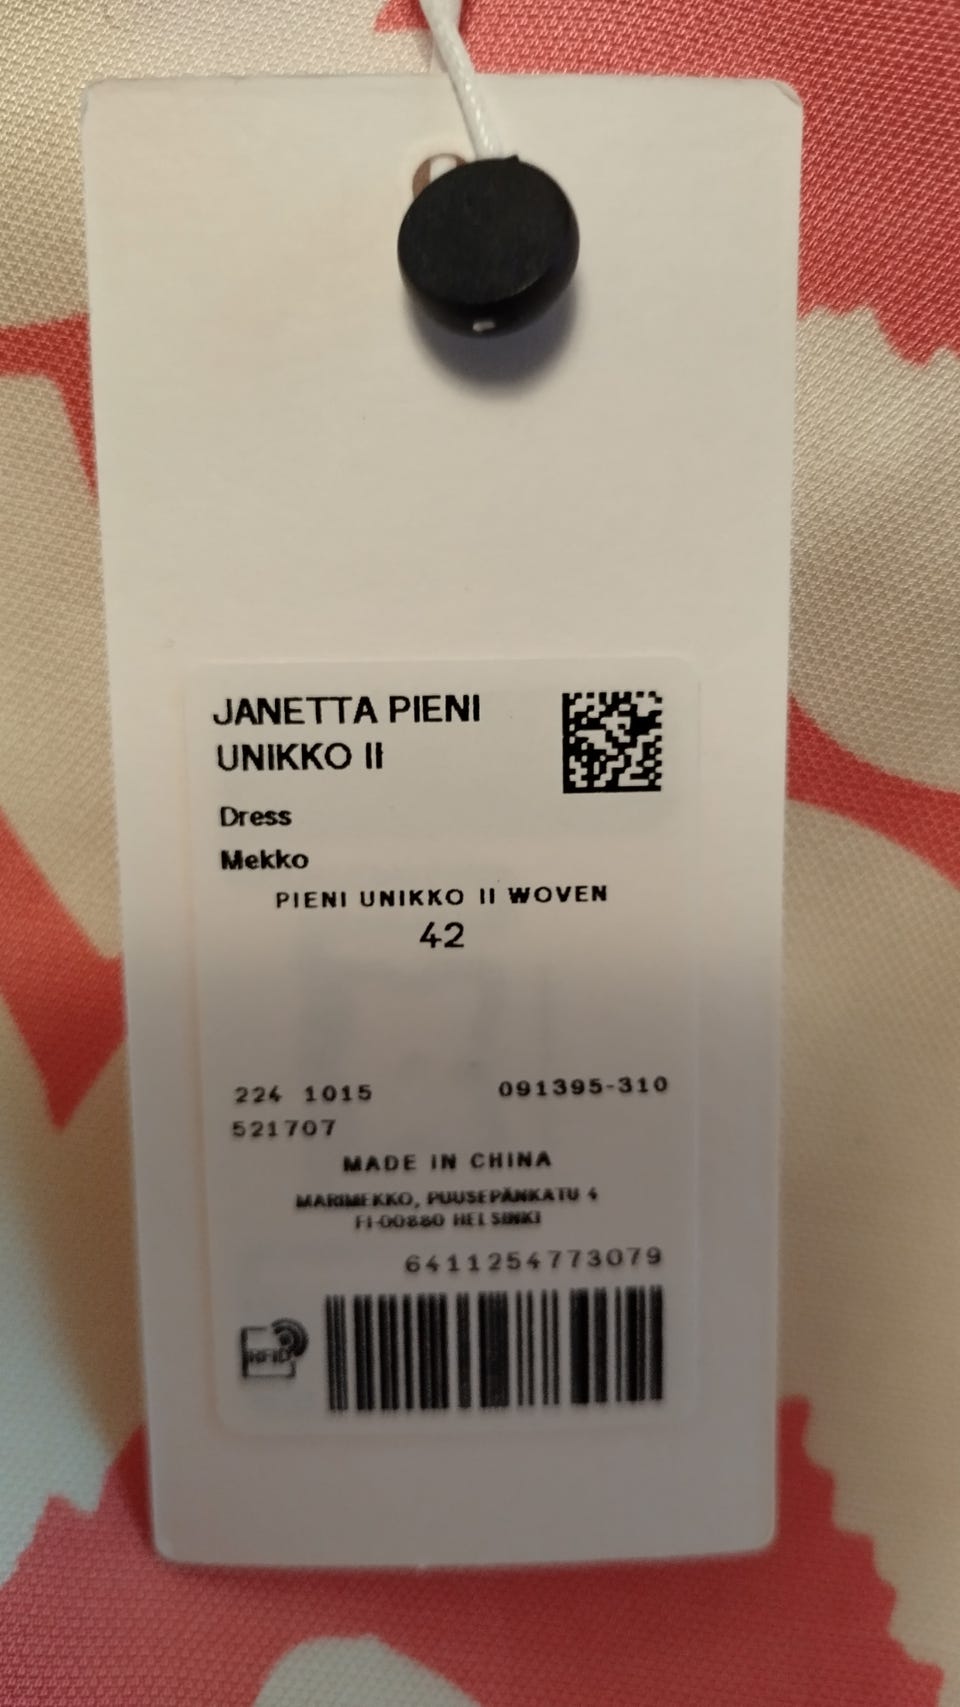 JANETTA PIENI
UNIKKO II
Dress
Mekko
PIENI UNIKKO II WOVEN
42
224 1015 091395-310
521707
MADE IN CHINA
MARIMEKKO, PUUSEPÄNKATU 4
FI-00880 HELSINKI
6411254773079
RFID